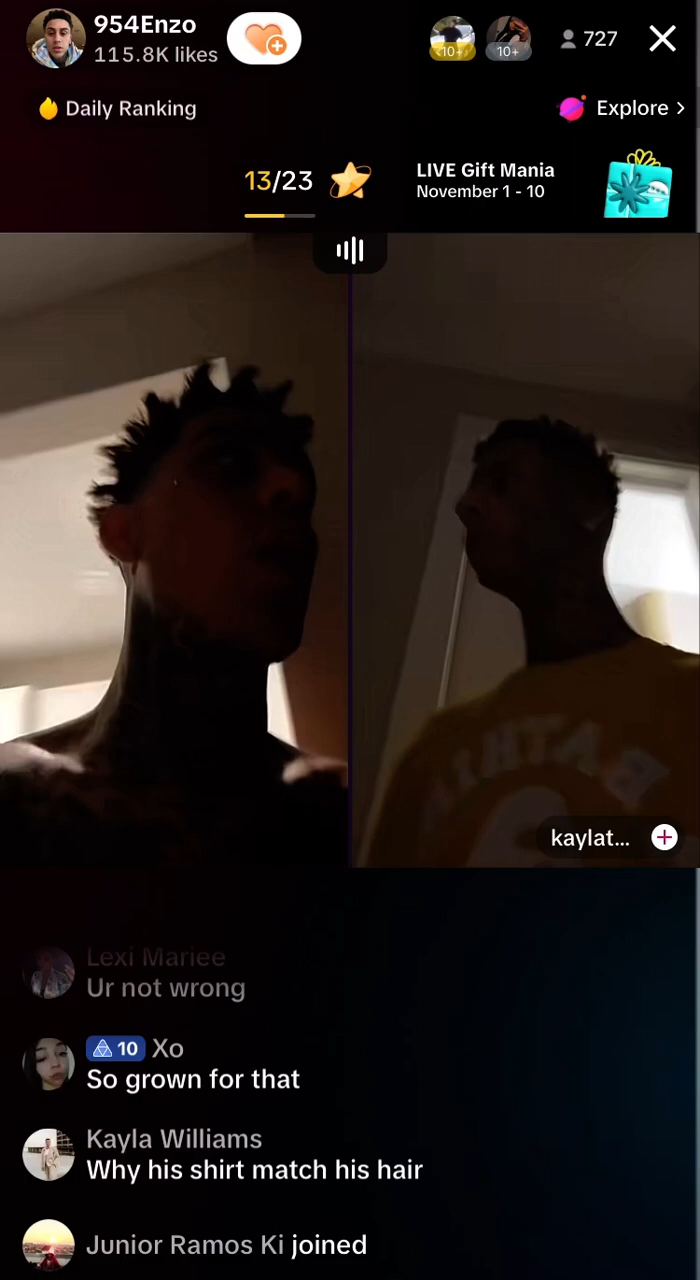 954Enzo
115.8K likes
10+
10+
727
Daily Ranking
Explore >
13/23
LIVE Gift Mania
November 1 - 10
kaylat...
Lexi Mariee
Ur not wrong
10 Xo
So grown for that
Kayla Williams
Why his shirt match his hair
Junior Ramos Ki joined